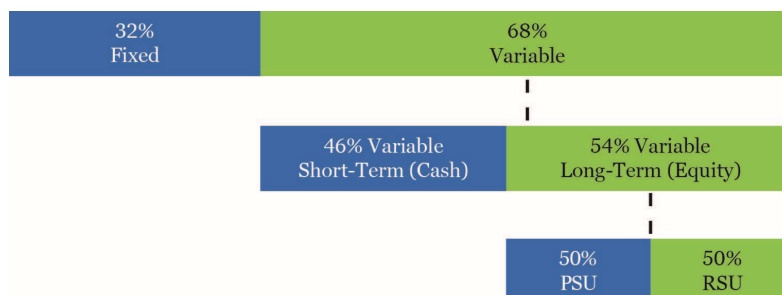 32%
Fixed
68%
Variable
46% Variable
Short-Term (Cash)
54% Variable
Long-Term (Equity)
50%
PSU
50%
RSU